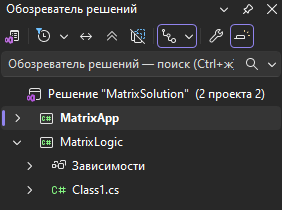 Обозреватель решений
Обозреватель решений — поиск (Ctrl+ж)
Решение "MatrixSolution" (2 проекта 2)
C# MatrixApp
C# MatrixLogic
Зависимости
C# Class1.cs